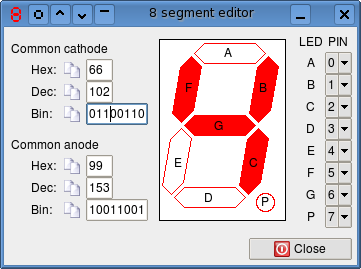 8 segment editor
Common cathode
Hex: 66
Dec: 102
Bin: 01100110
Common anode
Hex: 99
Dec: 153
Bin: 10011001
A
F
B
G
E
C
D
P
LED PIN
A 0
B 1
C 2
D 3
E 4
F 5
G 6
P 7
Close